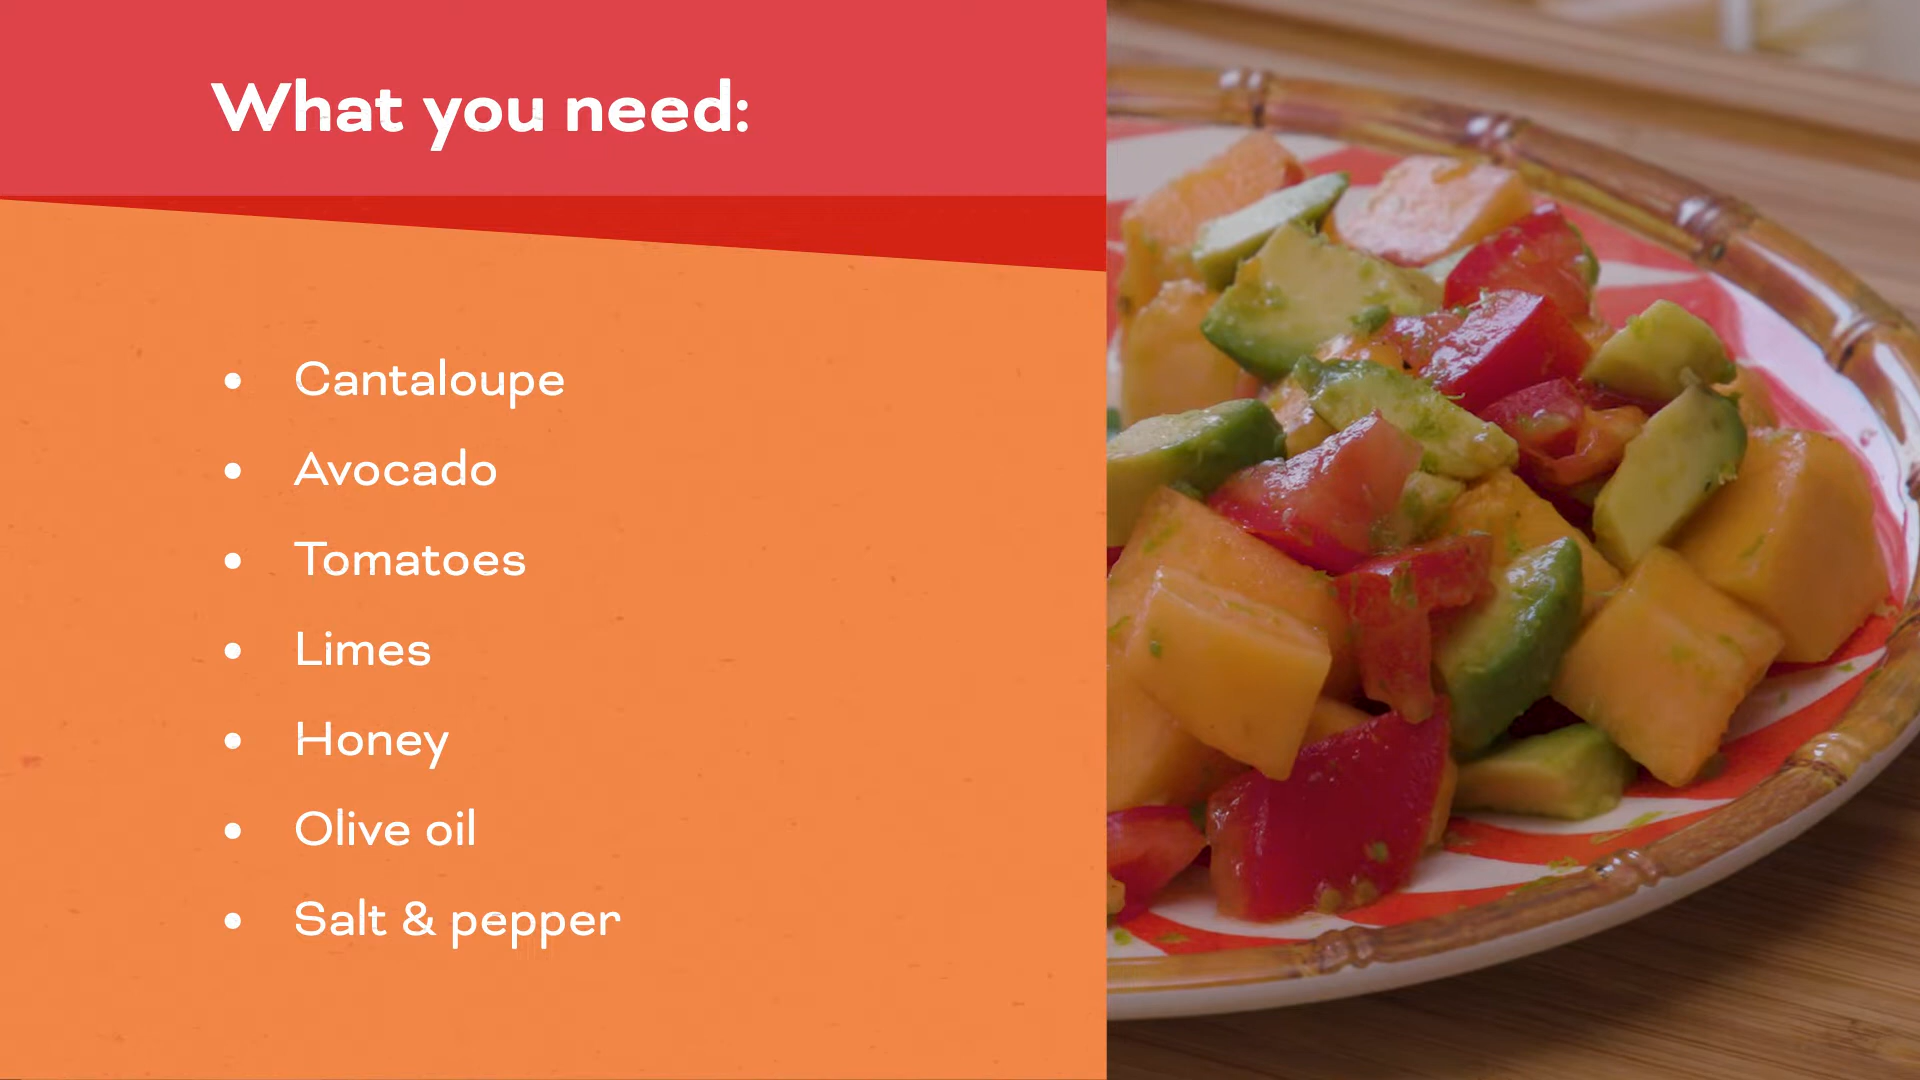 What you need:
• Cantaloupe
• Avocado
• Tomatoes
• Limes
• Honey
• Olive oil
• Salt & pepper